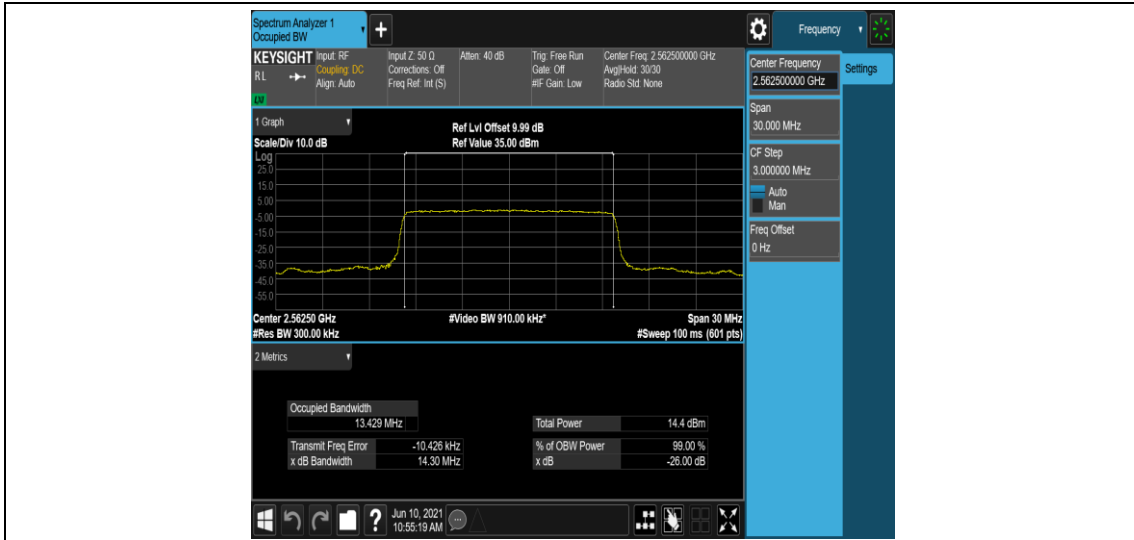 Spectrum Analyzer 1
Occupied BW
+
Frequency
KEYSIGHT
RL
LXI
Input: RF
Coupling: DC
Align: Auto
Input Z: 50 Ω
Corrections: Off
Freq Ref: Int (S)
Atten: 40 dB
Trig: Free Run
Gate: Off
#IF Gain: Low
Center Freq: 2.562500000 GHz
Avg|Hold: 30/30
Radio Std: None
Center Frequency
2.562500000 GHz
Settings
Span
30.000 MHz
CF Step
3.000000 MHz
Auto
Man
Freq Offset
0 Hz
1 Graph
Scale/Div 10.0 dB
Ref Lvl Offset 9.99 dB
Ref Value 35.00 dBm
Log
25.0
15.0
5.00
-5.00
-15.0
-25.0
-35.0
-45.0
-55.0
Center 2.56250 GHz
#Video BW 910.00 kHz*
Span 30 MHz
#Res BW 300.00 kHz
#Sweep 100 ms (601 pts)
2 Metrics
Occupied Bandwidth
13.429 MHz
Total Power 14.4 dBm
Transmit Freq Error -10.426 kHz
% of OBW Power 99.00 %
x dB Bandwidth 14.30 MHz
x dB -26.00 dB
?
Jun 10, 2021
10:55:19 AM